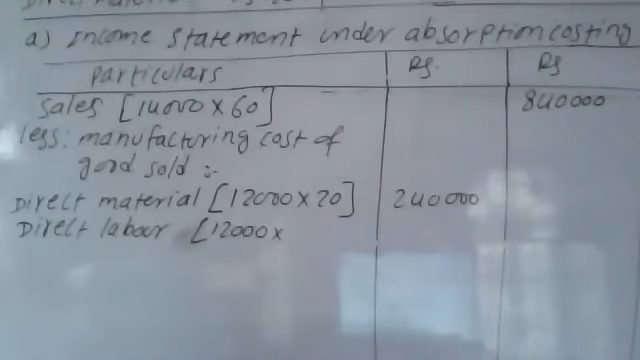 a) Income statement under absorption costing
particulars Rs. Rs
Sales [14000 x 60] 840000
less: manufacturing cost of
good sold :-
Direct material [12000 x 20] 240000
Direct labour [12000 x